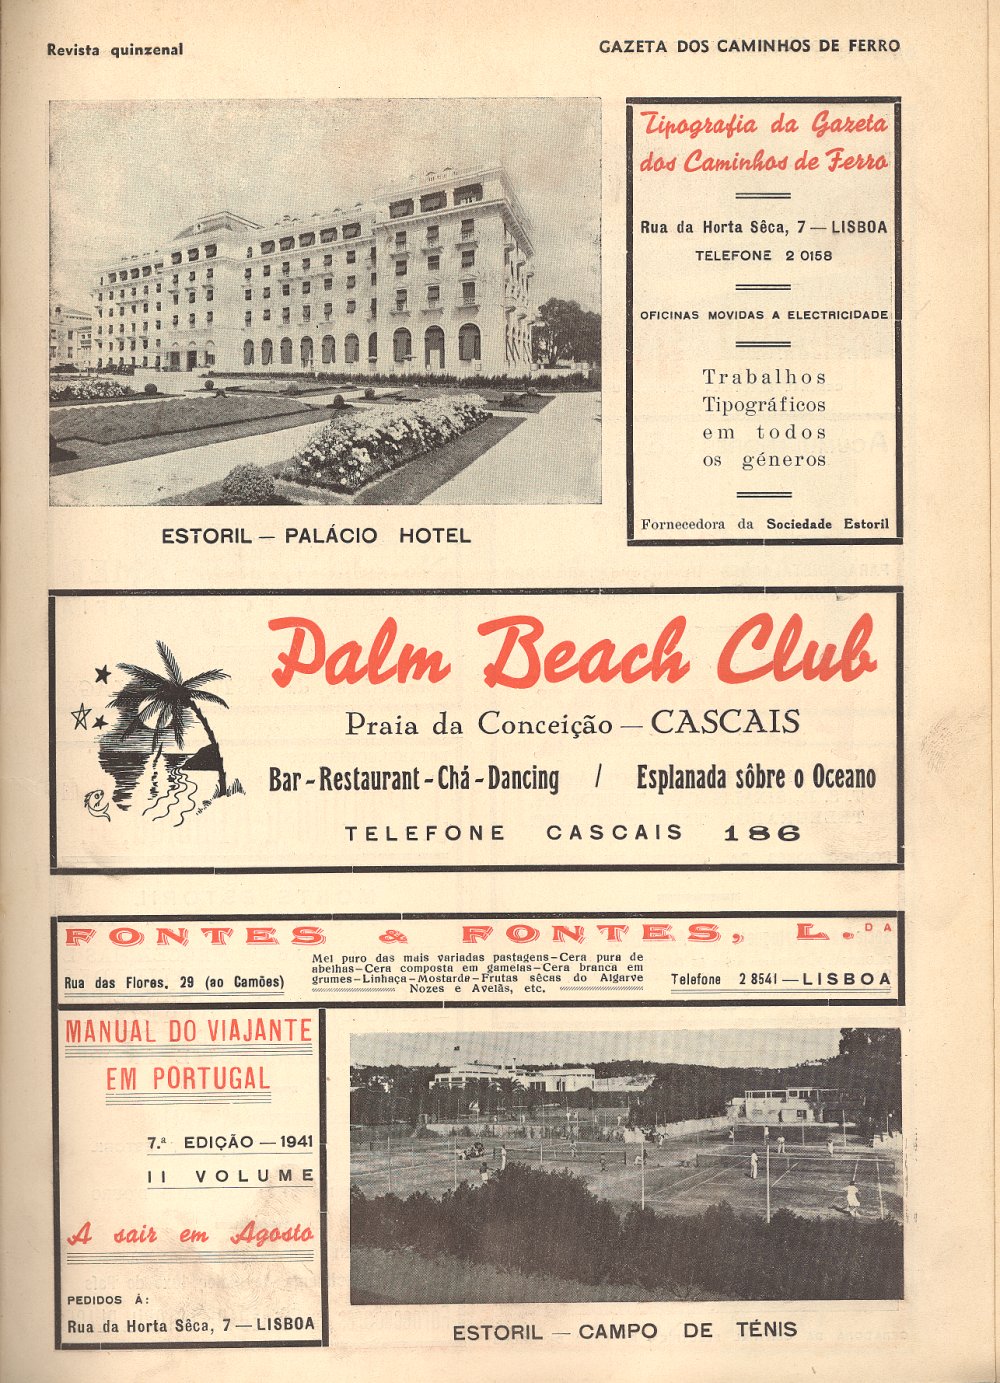 Revista quinzenal
GAZETA DOS CAMINHOS DE FERRO
ESTORIL — PALÁCIO HOTEL
Tipografia da Gazeta
dos Caminhos de Ferro
Rua da Horta Sêca, 7 — LISBOA
TELEFONE 2 0158
OFICINAS MOVIDAS A ELECTRICIDADE
Trabalhos
Tipográficos
em todos
os géneros
Fornecedora da Sociedade Estoril
Palm Beach Club
Praia da Conceição — CASCAIS
Bar - Restaurant - Chá - Dancing / Esplanada sôbre o Oceano
TELEFONE CASCAIS 186
FONTES & FONTES, L.DA
Rua das Flores, 29 (ao Camões)
Mel puro das mais variadas pastagens—Cera pura de
abelhas—Cera composta em gamelas—Cera branca em
grumes—Linhaça—Mostarda—Frutas sêcas do Algarve
Nozes e Avelãs, etc.
Telefone 2 8541 — LISBOA
MANUAL DO VIAJANTE
EM PORTUGAL
7.ª EDIÇÃO — 1941
II VOLUME
A sair em Agosto
PEDIDOS À:
Rua da Horta Sêca, 7 — LISBOA
ESTORIL — CAMPO DE TÉNIS